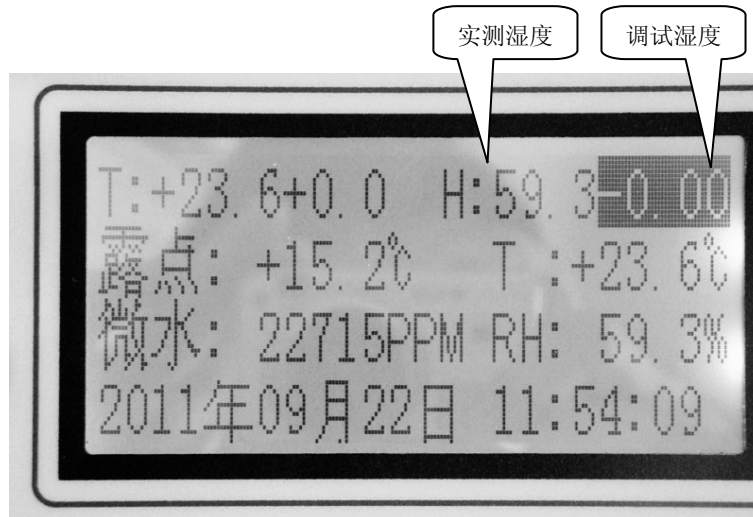 实测湿度 调试湿度
T:+23.6+0.0 H:59.3-0.00
露点: +15.2℃ T :+23.6℃
微水: 22715PPM RH: 59.3%
2011年09月22日 11:54:09